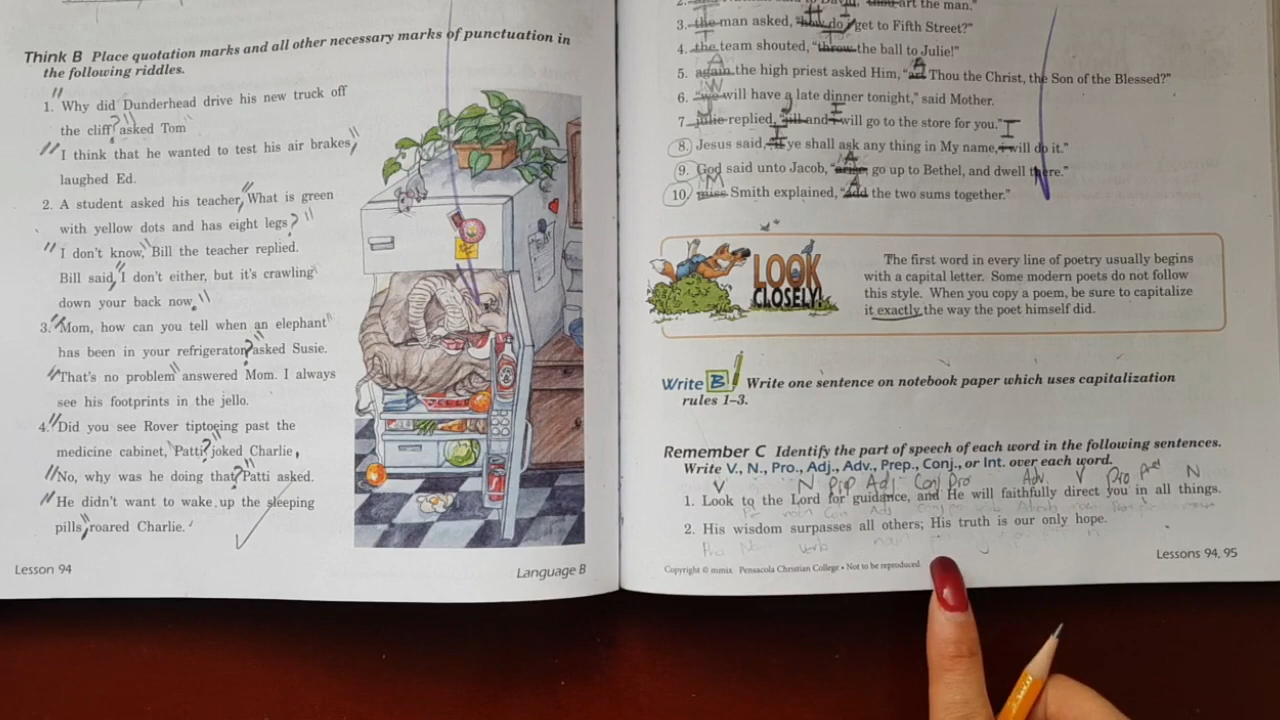 Think B Place quotation marks and all other necessary marks of punctuation in
the following riddles.
1. "Why did Dunderhead drive his new truck off
the cliff?" asked Tom
"I think that he wanted to test his air brakes,"
laughed Ed.
2. A student asked his teacher, "What is green
with yellow dots and has eight legs?"
"I don't know," Bill the teacher replied.
Bill said, "I don't either, but it's crawling
down your back now."
3. "Mom, how can you tell when an elephant
has been in your refrigerator?" asked Susie.
"That's no problem" answered Mom. I always
see his footprints in the jello.
4. "Did you see Rover tiptoeing past the
medicine cabinet, Patti?" joked Charlie,
"No, why was he doing that?" Patti asked.
"He didn't want to wake up the sleeping
pills," roared Charlie.
Lesson 94
Language B
art the man."
3. the man asked, "how do I get to Fifth Street?"
4. the team shouted, "throw the ball to Julie!"
5. again the high priest asked Him, "art Thou the Christ, the Son of the Blessed?"
6. "we will have a late dinner tonight," said Mother.
7. julie replied, "jill and i will go to the store for you."
8. Jesus said, "If ye shall ask any thing in My name, i will do it."
9. God said unto Jacob, "arise, go up to Bethel, and dwell there."
10. miss Smith explained, "add the two sums together."
LOOK
CLOSELY!
The first word in every line of poetry usually begins
with a capital letter. Some modern poets do not follow
this style. When you copy a poem, be sure to capitalize
it exactly the way the poet himself did.
Write B Write one sentence on notebook paper which uses capitalization
rules 1–3.
Remember C Identify the part of speech of each word in the following sentences.
Write V., N., Pro., Adj., Adv., Prep., Conj., or Int. over each word.
V N Prp Adj Conj Pro Adv V Pro Adj N
1. Look to the Lord for guidance, and He will faithfully direct you in all things.
2. His wisdom surpasses all others; His truth is our only hope.
verb
Lessons 94, 95
Copyright © mmix Pensacola Christian College • Not to be reproduced.